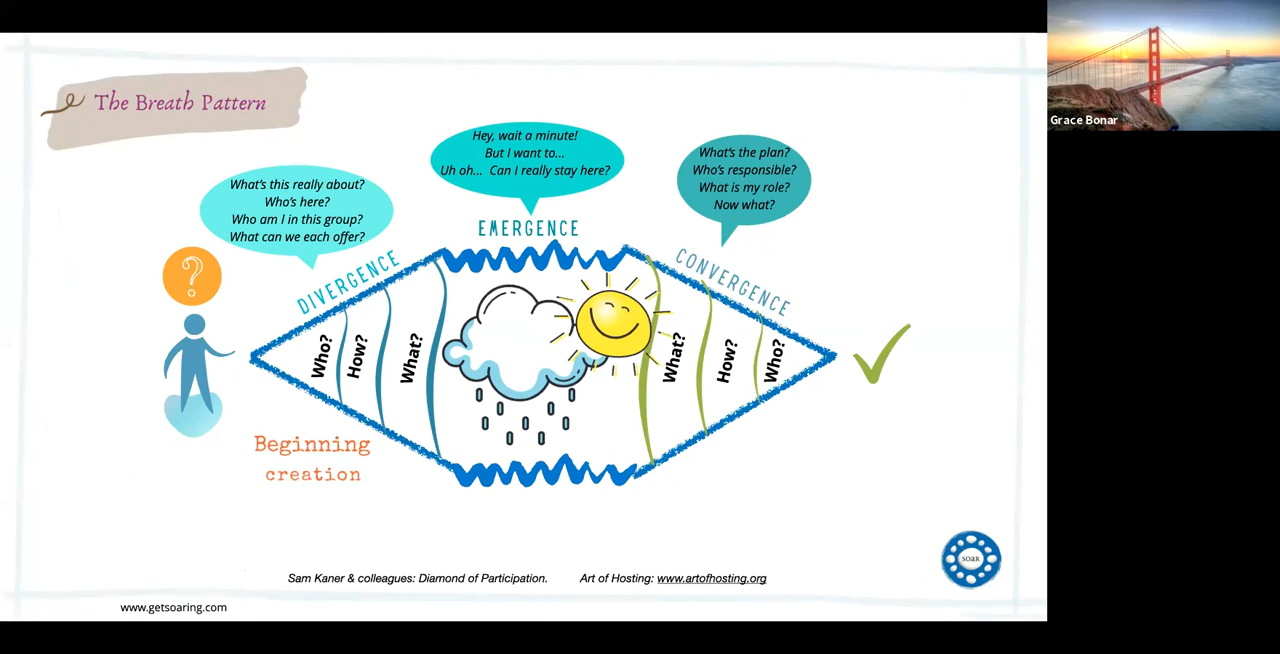 The Breath Pattern
Grace Bonar
What's this really about?
Who's here?
Who am I in this group?
What can we each offer?
Hey, wait a minute!
But I want to...
Uh oh... Can I really stay here?
What's the plan?
Who's responsible?
What is my role?
Now what?
?
DIVERGENCE
EMERGENCE
CONVERGENCE
Who?
How?
What?
What?
How?
Who?
Beginning
creation
SOAR
Sam Kaner & colleagues: Diamond of Participation. Art of Hosting: www.artofhosting.org
www.getsoaring.com